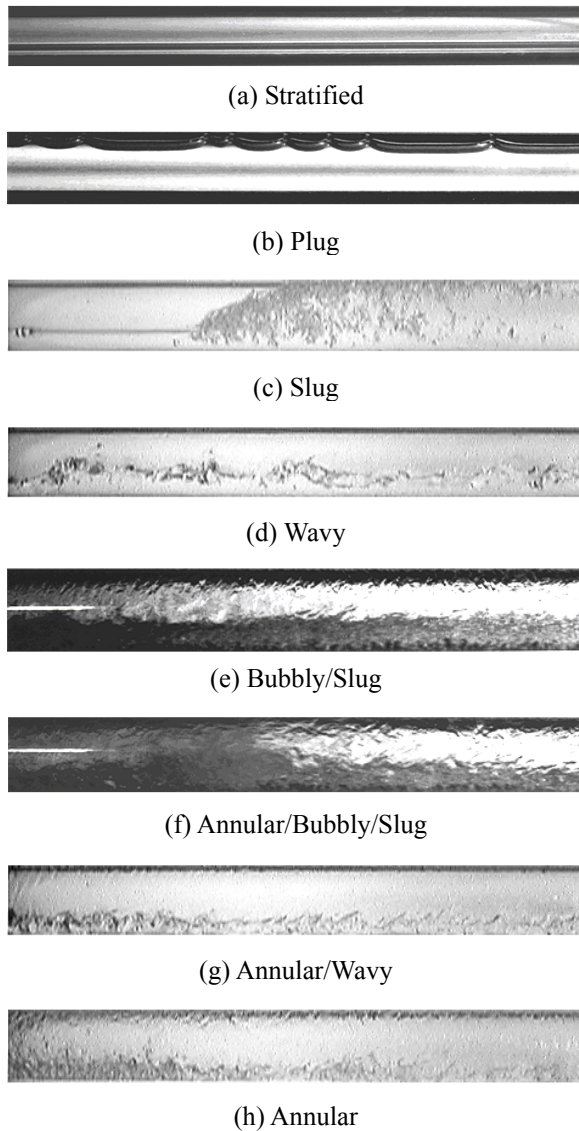 (a) Stratified
(b) Plug
(c) Slug
(d) Wavy
(e) Bubbly/Slug
(f) Annular/Bubbly/Slug
(g) Annular/Wavy
(h) Annular